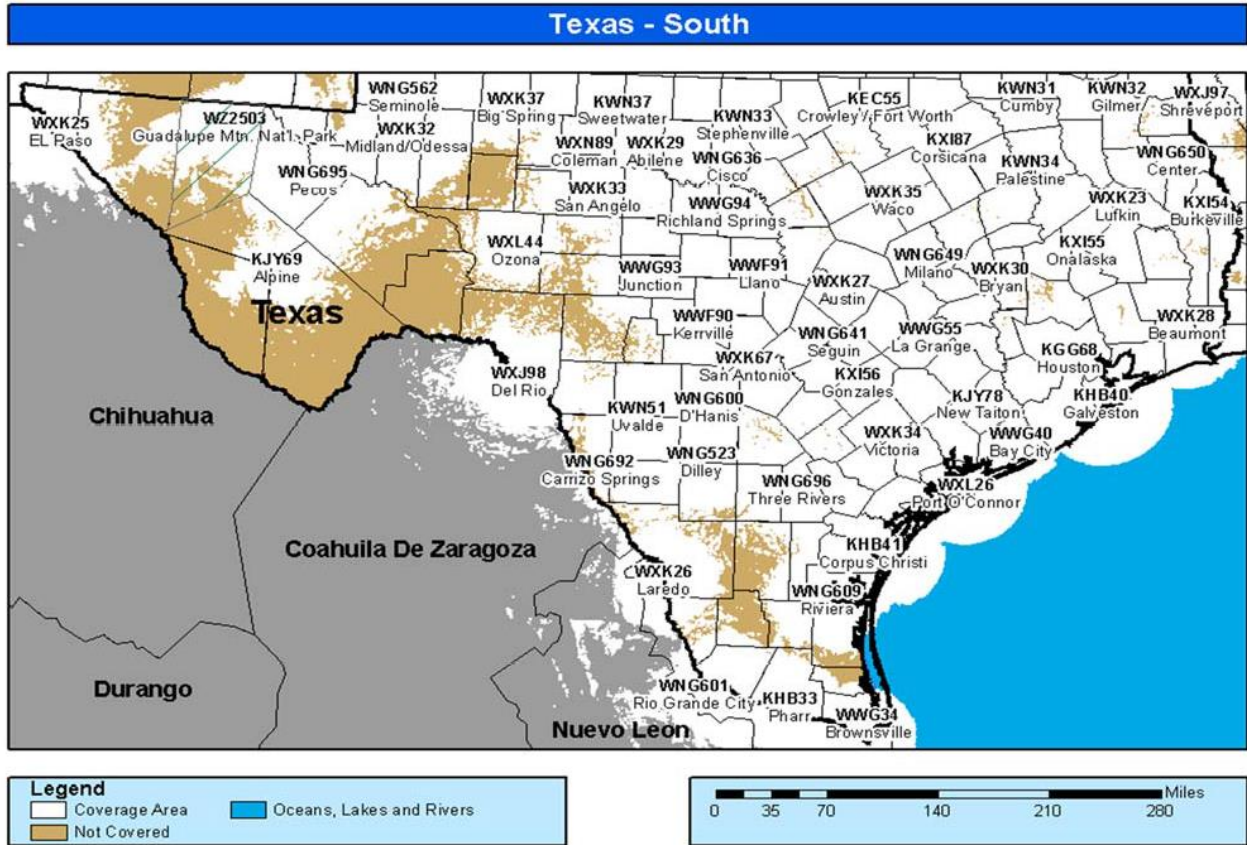 Texas - South
WXK25
EL Paso
WZ2503
Guadalupe Mtn. Nat'l. Park
WNG562
Seminole
WXK32
Midland/Odessa
WNG695
Pecos
WXK37
Big Spring
KWN37
Sweetwater
WXN89
Coleman
WXK29
Abilene
KWN33
Stephenville
WNG636
Cisco
KEC55
Crowley / Fort Worth
KXI87
Corsicana
KWN31
Cumby
KWN32
Gilmer
WXJ97
Shreveport
KWN34
Palestine
WNG650
Center
WXK33
San Angelo
WWG94
Richland Springs
WXK35
Waco
WXK23
Lufkin
KXI54
Burkeville
KJY69
Alpine
WXL44
Ozona
WWG93
Junction
WWF91
Llano
WXK27
Austin
WNG649
Milano
WXK30
Bryan
KXI55
Onalaska
Texas
WWF90
Kerrville
WNG641
Seguin
WWG55
La Grange
WXK28
Beaumont
WXJ98
Del Rio
WXK67
San Antonio
KXI56
Gonzales
KGG68
Houston
Chihuahua
KWN51
Uvalde
WNG600
D'Hanis
KJY78
New Taiton
KHB40
Galveston
WNG692
Carrizo Springs
WNG523
Dilley
WXK34
Victoria
WWG40
Bay City
WNG696
Three Rivers
WXL26
Port O'Connor
Coahuila De Zaragoza
KHB41
Corpus Christi
WXK26
Laredo
WNG609
Riviera
Durango
WNG601
Rio Grande City
KHB33
Pharr
WWG34
Brownsville
Nuevo Leon
Legend
Coverage Area
Oceans, Lakes and Rivers
Not Covered
Miles
0 35 70 140 210 280